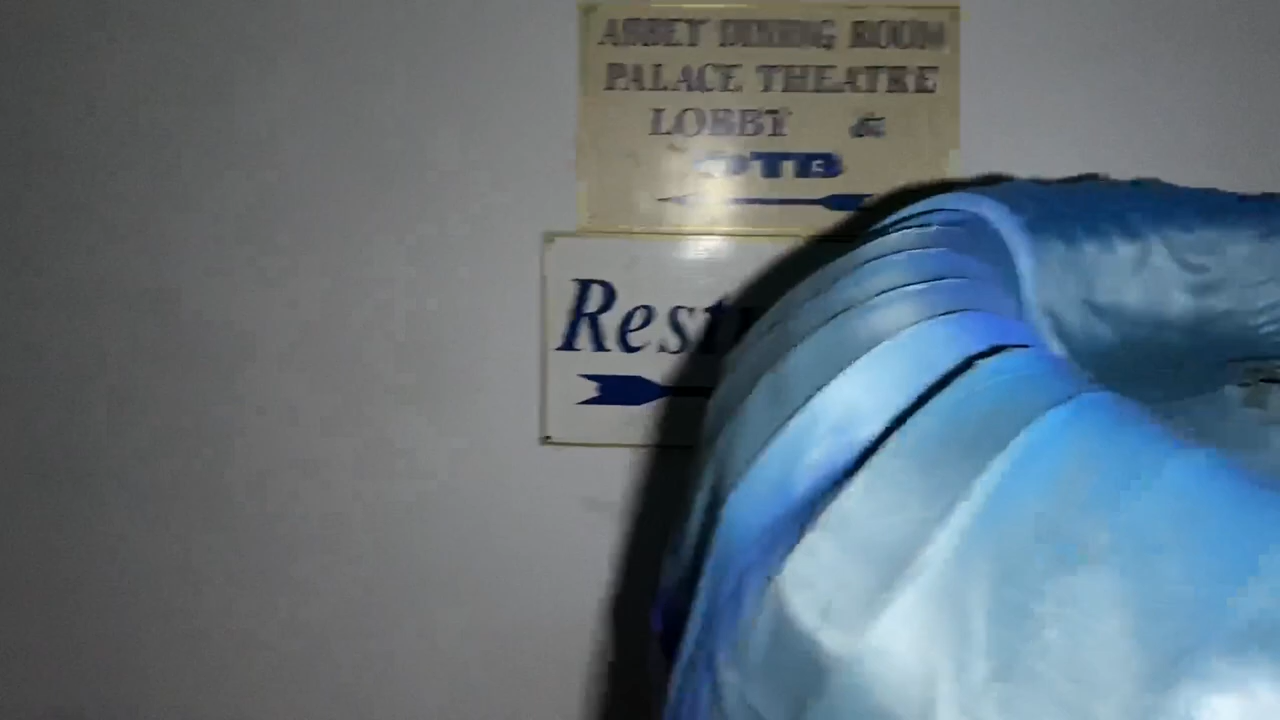 ABBEY DINING ROOM
PALACE THEATRE
LOBBY &
OTB
Rest